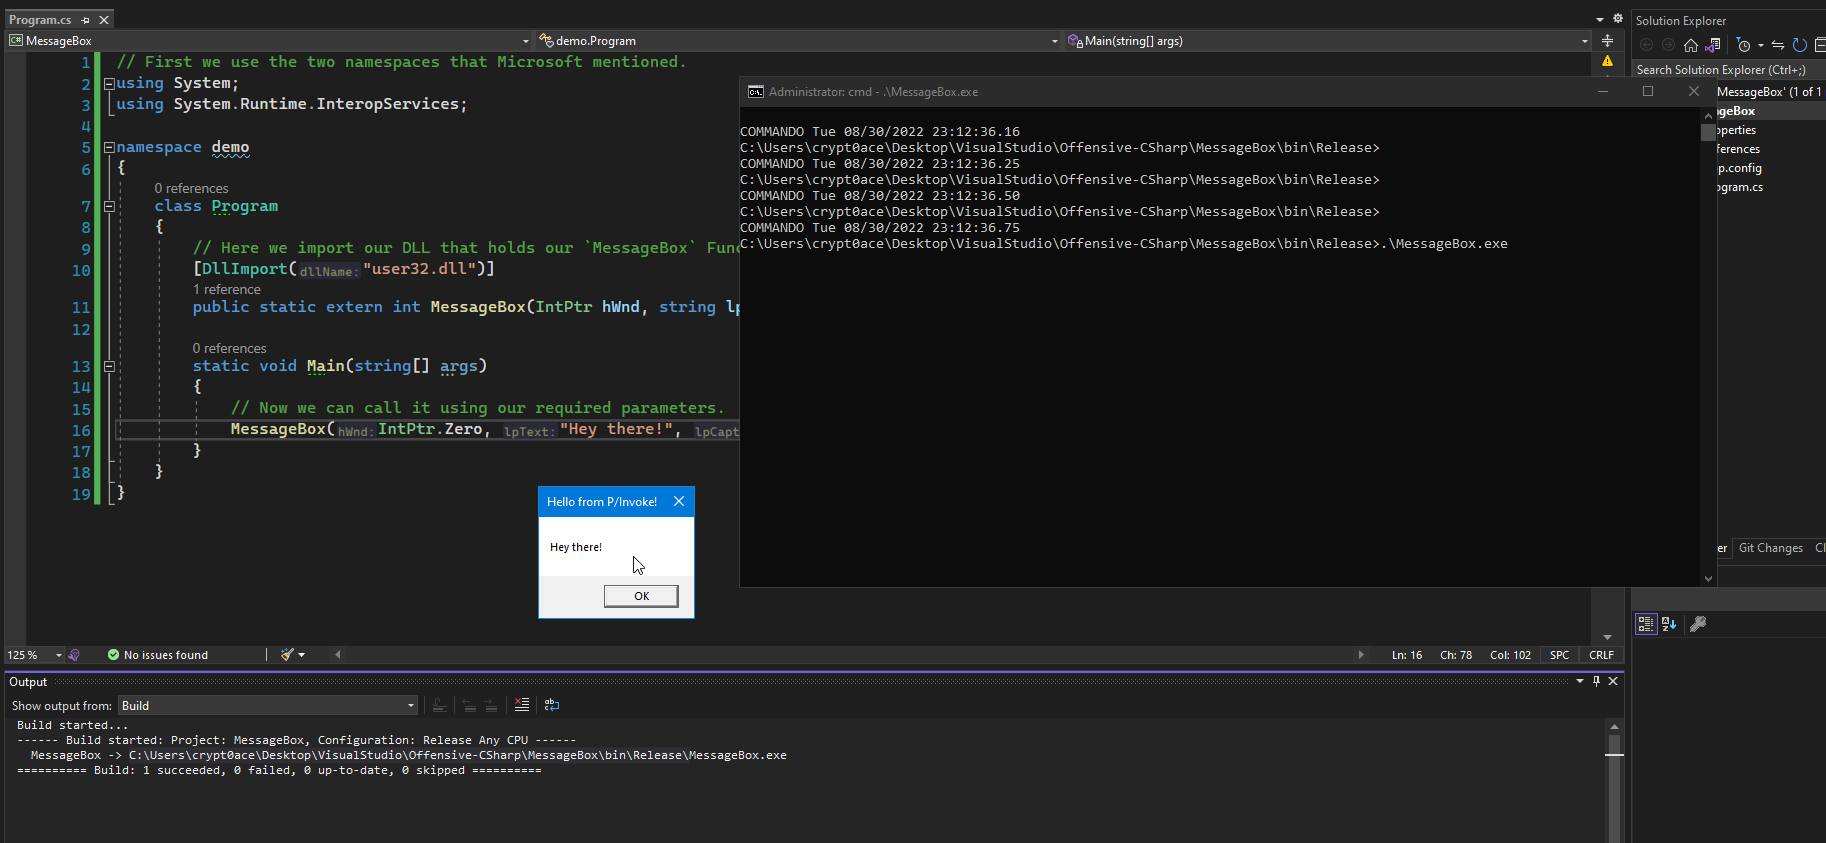 Program.cs
Solution Explorer
MessageBox
demo.Program
Main(string[] args)
Search Solution Explorer (Ctrl+;)
1 // First we use the two namespaces that Microsoft mentioned.
2 using System;
3 using System.Runtime.InteropServices;
4
5 namespace demo
6 {
0 references
7 class Program
8 {
9 // Here we import our DLL that holds our `MessageBox` Func
10 [DllImport(dllName:"user32.dll")]
1 reference
11 public static extern int MessageBox(IntPtr hWnd, string lp
12
0 references
13 static void Main(string[] args)
14 {
15 // Now we can call it using our required parameters.
16 MessageBox(hWnd:IntPtr.Zero, lpText:"Hey there!", lpCapt
17 }
18 }
19 }
Administrator: cmd - .\MessageBox.exe
COMMANDO Tue 08/30/2022 23:12:36.16
C:\Users\crypt0ace\Desktop\VisualStudio\Offensive-CSharp\MessageBox\bin\Release>
COMMANDO Tue 08/30/2022 23:12:36.25
C:\Users\crypt0ace\Desktop\VisualStudio\Offensive-CSharp\MessageBox\bin\Release>
COMMANDO Tue 08/30/2022 23:12:36.50
C:\Users\crypt0ace\Desktop\VisualStudio\Offensive-CSharp\MessageBox\bin\Release>
COMMANDO Tue 08/30/2022 23:12:36.75
C:\Users\crypt0ace\Desktop\VisualStudio\Offensive-CSharp\MessageBox\bin\Release>.\MessageBox.exe
MessageBox' (1 of 1
geBox
operties
ferences
p.config
ogram.cs
Hello from P/Invoke!
Hey there!
OK
er
Git Changes
Cl
125 %
No issues found
Ln: 16
Ch: 78
Col: 102
SPC
CRLF
Output
Show output from: Build
Build started...
------ Build started: Project: MessageBox, Configuration: Release Any CPU ------
MessageBox -> C:\Users\crypt0ace\Desktop\VisualStudio\Offensive-CSharp\MessageBox\bin\Release\MessageBox.exe
========== Build: 1 succeeded, 0 failed, 0 up-to-date, 0 skipped ==========